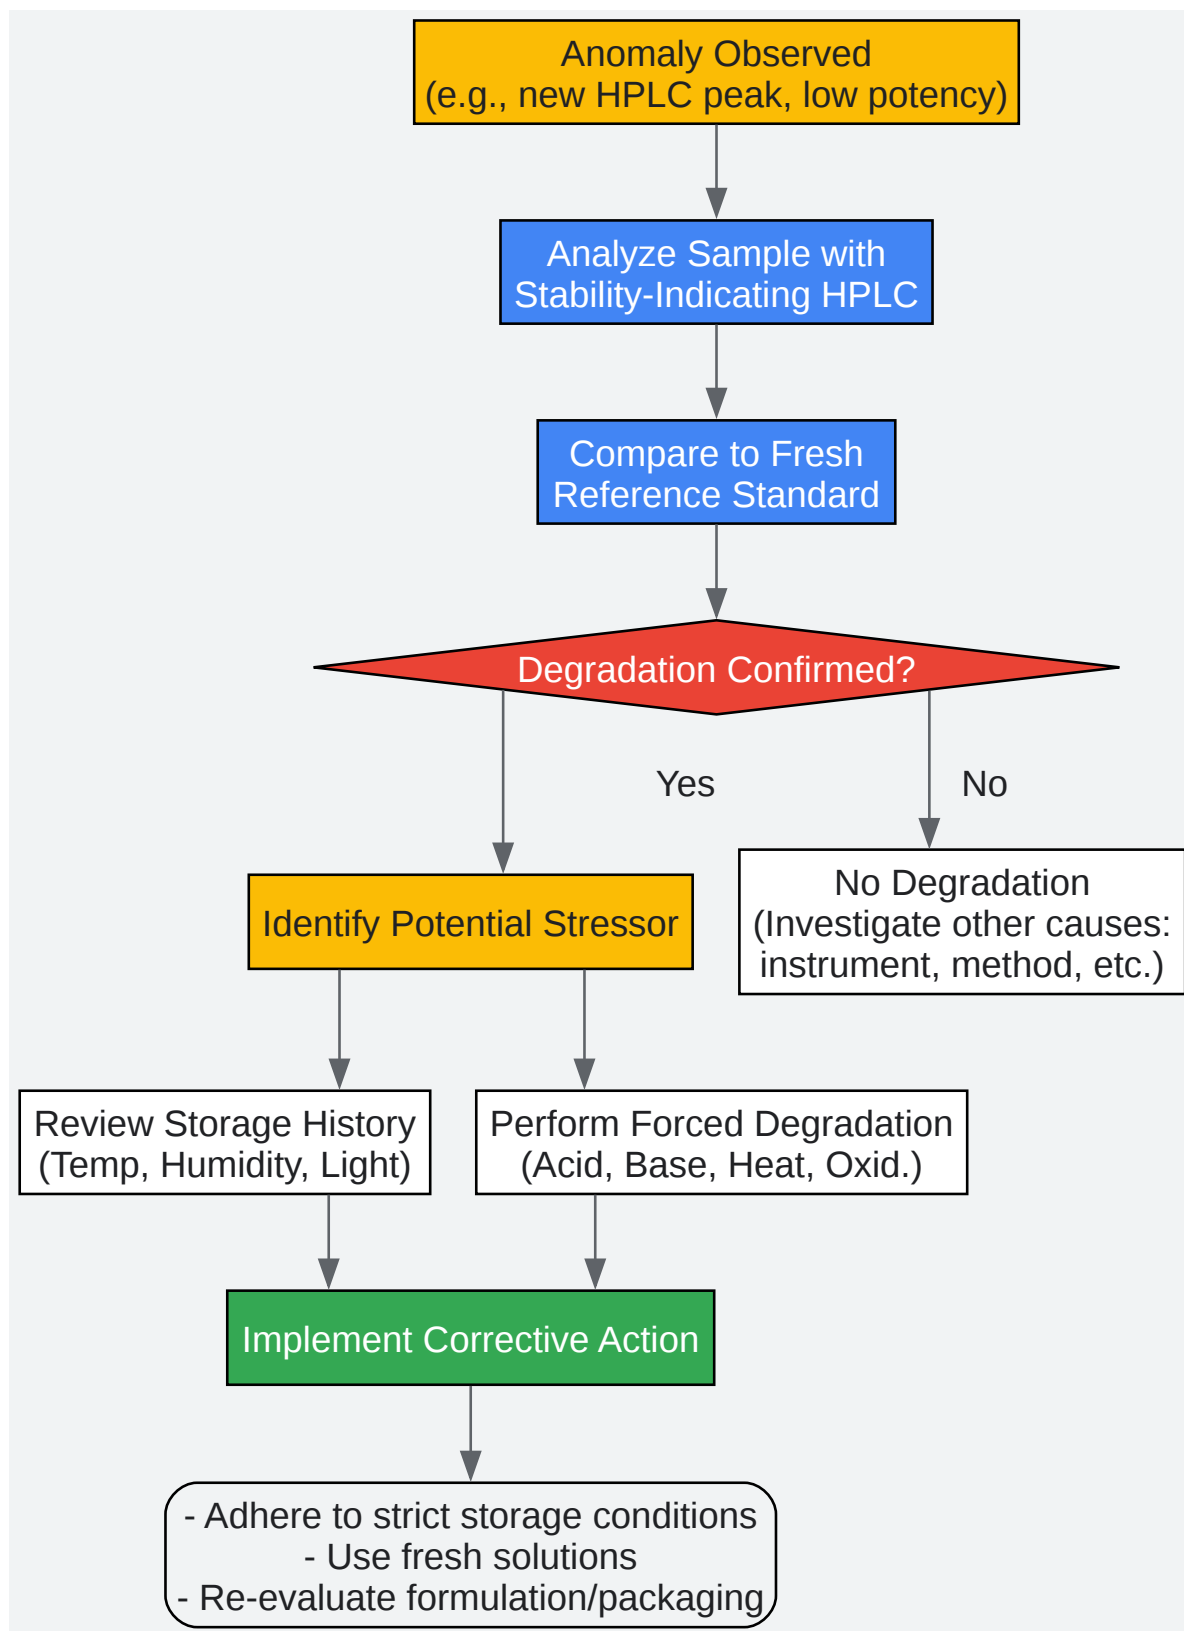 Anomaly Observed
(e.g., new HPLC peak, low potency)
Analyze Sample with
Stability-Indicating HPLC
Compare to Fresh
Reference Standard
Degradation Confirmed?
Yes
No
No Degradation
(Investigate other causes:
instrument, method, etc.)
Identify Potential Stressor
Review Storage History
(Temp, Humidity, Light)
Perform Forced Degradation
(Acid, Base, Heat, Oxid.)
Implement Corrective Action
- Adhere to strict storage conditions
- Use fresh solutions
- Re-evaluate formulation/packaging